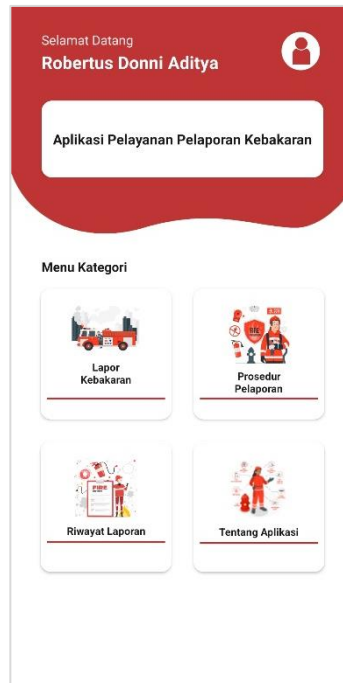 Selamat Datang
Robertus Donni Aditya
Aplikasi Pelayanan Pelaporan Kebakaran
Menu Kategori
Lapor
Kebakaran
Prosedur
Pelaporan
Riwayat Laporan
Tentang Aplikasi